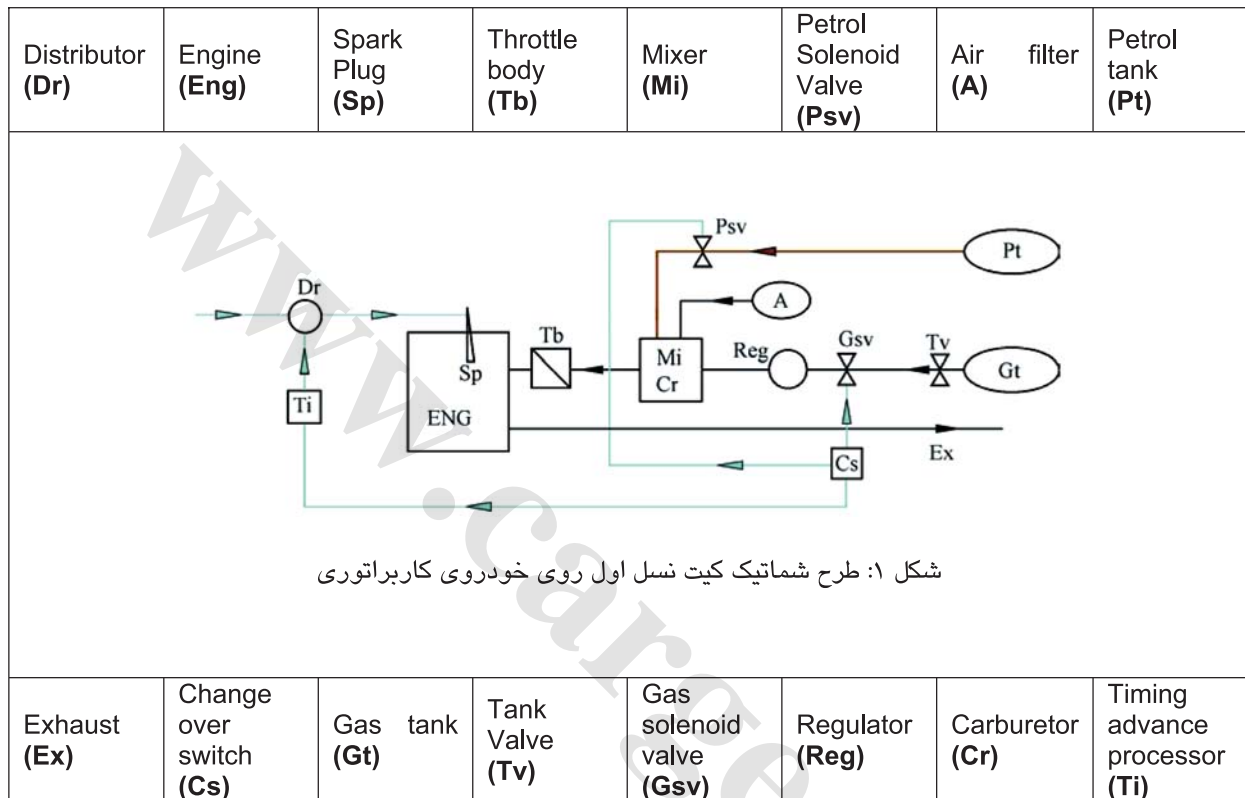 Distributor
(Dr)
Engine
(Eng)
Spark
Plug
(Sp)
Throttle
body
(Tb)
Mixer
(Mi)
Petrol
Solenoid
Valve
(Psv)
Air filter
(A)
Petrol
tank
(Pt)
Psv
Pt
Dr
A
Tb
Mi
Cr
Reg
Gsv
Tv
Gt
Sp
Ti
ENG
Ex
Cs
شکل ۱: طرح شماتیک کیت نسل اول روی خودروی کاربراتوری
Exhaust
(Ex)
Change
over
switch
(Cs)
Gas tank
(Gt)
Tank
Valve
(Tv)
Gas
solenoid
valve
(Gsv)
Regulator
(Reg)
Carburetor
(Cr)
Timing
advance
processor
(Ti)
www.carge